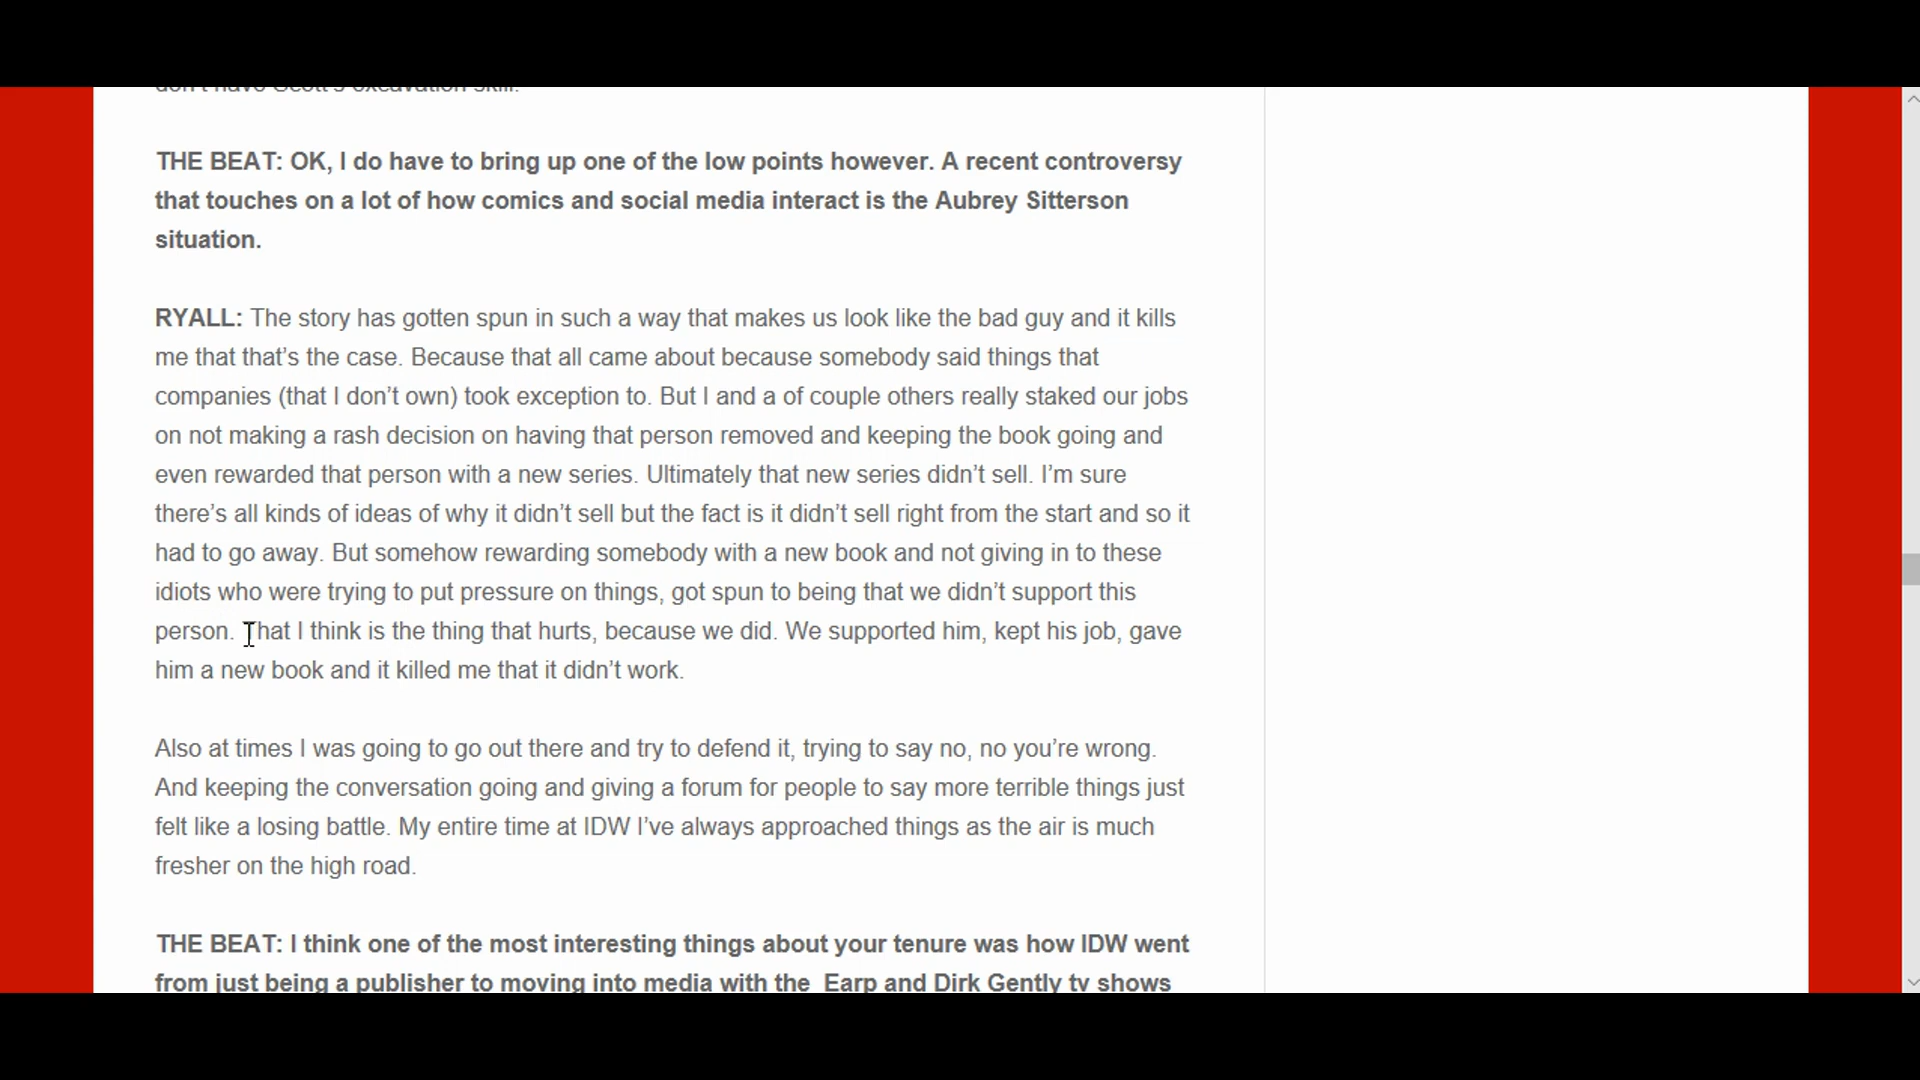 don't have Scott's excavation skill.
THE BEAT: OK, I do have to bring up one of the low points however. A recent controversy
that touches on a lot of how comics and social media interact is the Aubrey Sitterson
situation.
RYALL: The story has gotten spun in such a way that makes us look like the bad guy and it kills
me that that’s the case. Because that all came about because somebody said things that
companies (that I don’t own) took exception to. But I and a of couple others really staked our jobs
on not making a rash decision on having that person removed and keeping the book going and
even rewarded that person with a new series. Ultimately that new series didn’t sell. I’m sure
there’s all kinds of ideas of why it didn’t sell but the fact is it didn’t sell right from the start and so it
had to go away. But somehow rewarding somebody with a new book and not giving in to these
idiots who were trying to put pressure on things, got spun to being that we didn’t support this
person. That I think is the thing that hurts, because we did. We supported him, kept his job, gave
him a new book and it killed me that it didn’t work.
Also at times I was going to go out there and try to defend it, trying to say no, no you’re wrong.
And keeping the conversation going and giving a forum for people to say more terrible things just
felt like a losing battle. My entire time at IDW I’ve always approached things as the air is much
fresher on the high road.
THE BEAT: I think one of the most interesting things about your tenure was how IDW went
from just being a publisher to moving into media with the  Earp and Dirk Gently tv shows